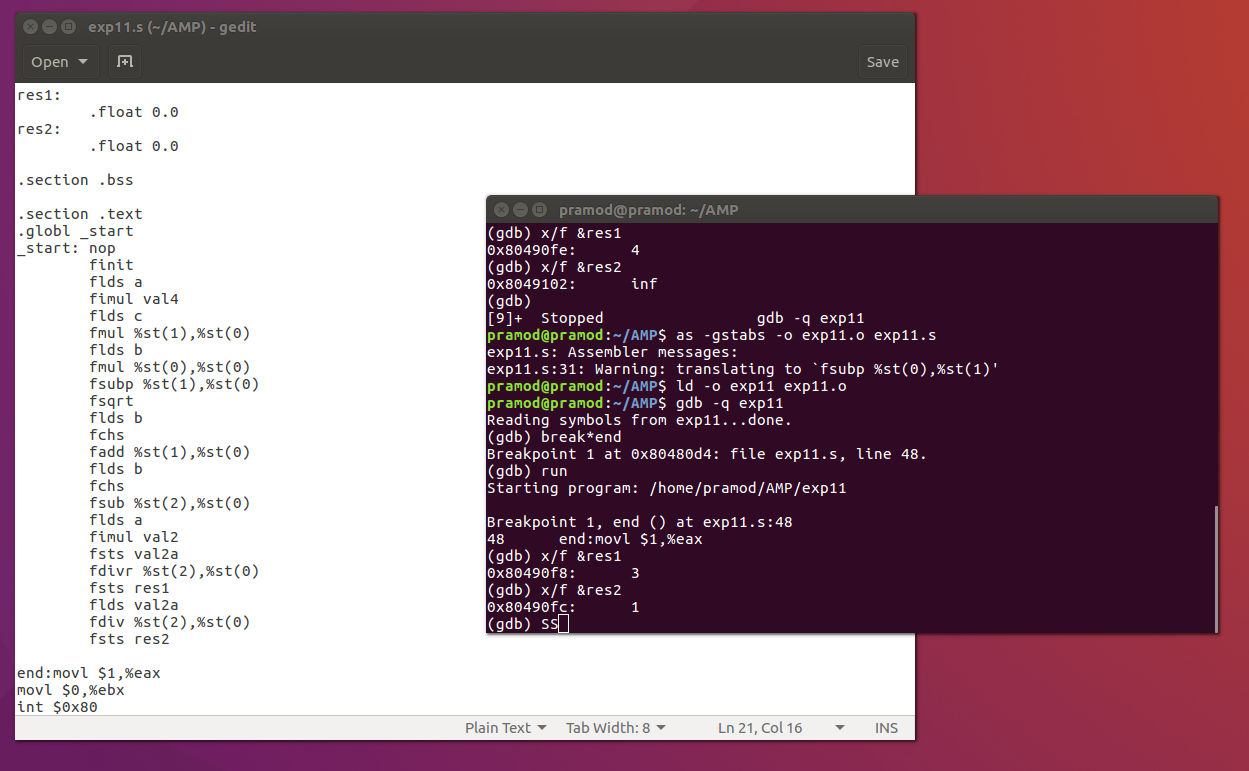 exp11.s (~/AMP) - gedit
Open
Save
res1:
.float 0.0
res2:
.float 0.0
.section .bss
.section .text
.globl _start
_start: nop
finit
flds a
fimul val4
flds c
fmul %st(1),%st(0)
flds b
fmul %st(0),%st(0)
fsubp %st(1),%st(0)
fsqrt
flds b
fchs
fadd %st(1),%st(0)
flds b
fchs
fsub %st(2),%st(0)
flds a
fimul val2
fsts val2a
fdivr %st(2),%st(0)
fsts res1
flds val2a
fdiv %st(2),%st(0)
fsts res2
end:movl $1,%eax
movl $0,%ebx
int $0x80
Plain Text Tab Width: 8 Ln 21, Col 16 INS
pramod@pramod: ~/AMP
(gdb) x/f &res1
0x80490fe: 4
(gdb) x/f &res2
0x8049102: inf
(gdb)
[9]+ Stopped gdb -q exp11
pramod@pramod:~/AMP$ as -gstabs -o exp11.o exp11.s
exp11.s: Assembler messages:
exp11.s:31: Warning: translating to `fsubp %st(0),%st(1)'
pramod@pramod:~/AMP$ ld -o exp11 exp11.o
pramod@pramod:~/AMP$ gdb -q exp11
Reading symbols from exp11...done.
(gdb) break*end
Breakpoint 1 at 0x80480d4: file exp11.s, line 48.
(gdb) run
Starting program: /home/pramod/AMP/exp11
Breakpoint 1, end () at exp11.s:48
48 end:movl $1,%eax
(gdb) x/f &res1
0x80490f8: 3
(gdb) x/f &res2
0x80490fc: 1
(gdb) SS